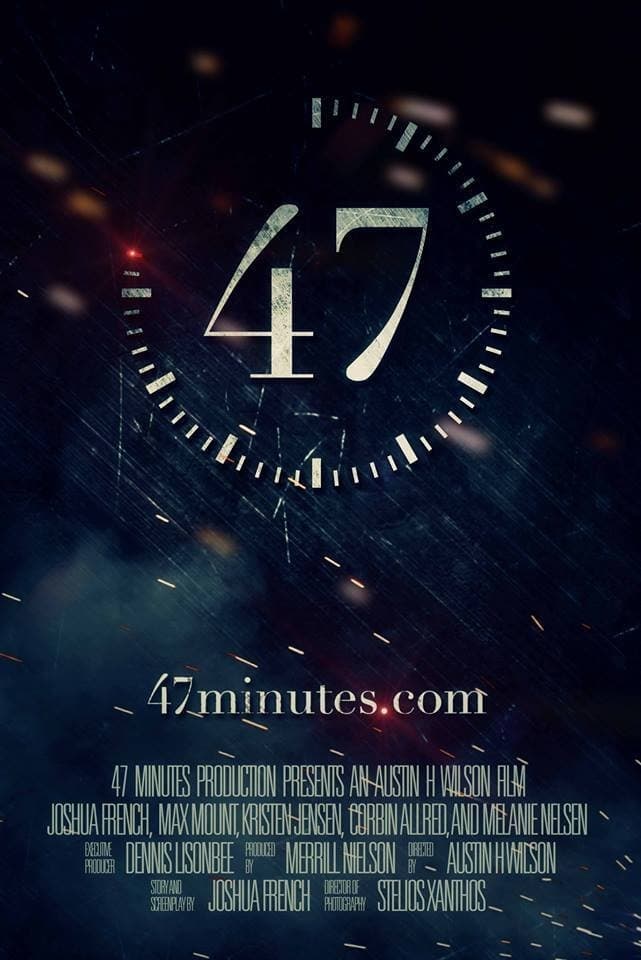 47
47minutes.com
47 MINUTES PRODUCTION PRESENTS AN AUSTIN H WILSON FILM
JOSHUA FRENCH, MAX MOUNT, KRISTEN JENSEN, CORBIN ALLRED, AND MELANIE NELSEN
EXECUTIVE PRODUCER DENNIS LISONBEE PRODUCED BY MERRILL NIELSON DIRECTED BY AUSTIN H WILSON
STORY AND SCREENPLAY BY JOSHUA FRENCH DIRECTOR OF PHOTOGRAPHY STELIOS XANTHOS